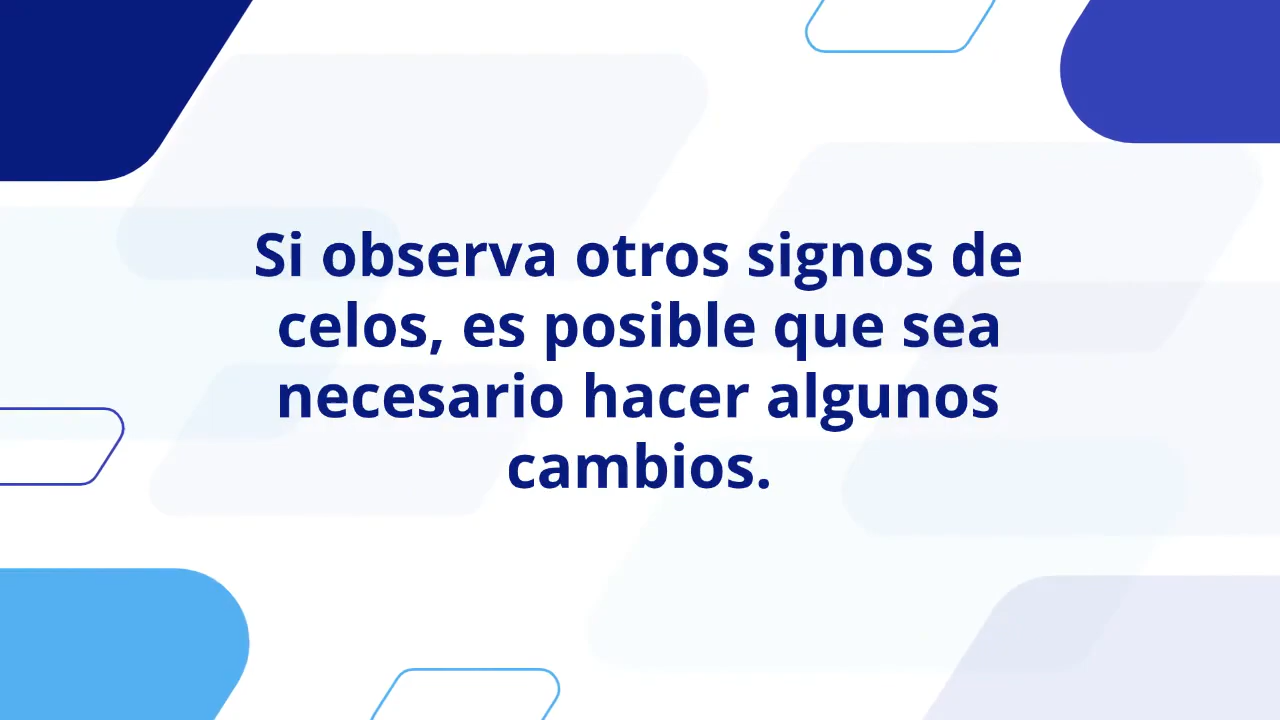 Si observa otros signos de
celos, es posible que sea
necesario hacer algunos
cambios.